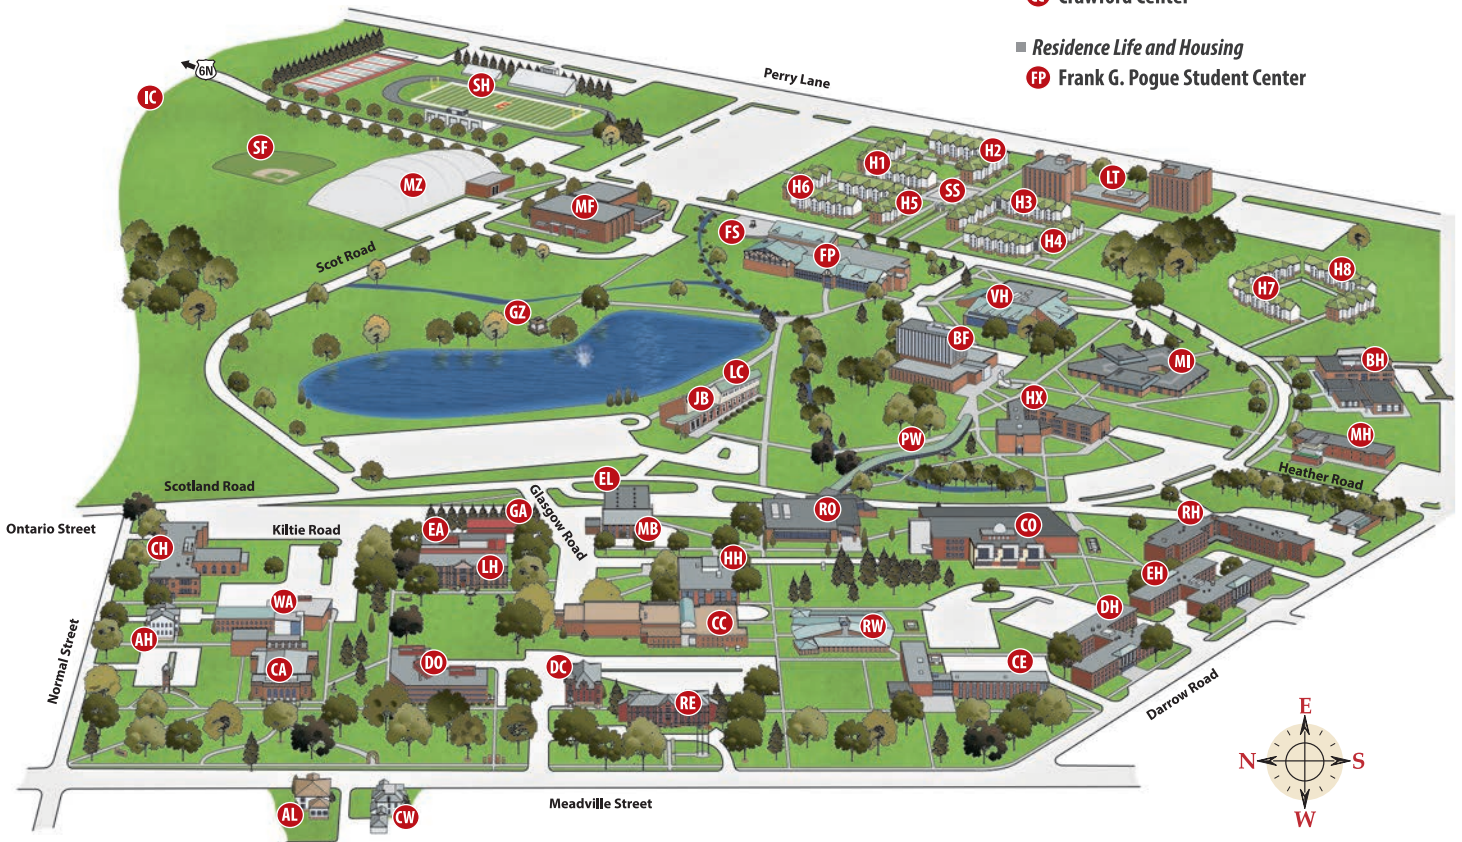 CC Crawford Center
Residence Life and Housing
FP Frank G. Pogue Student Center
6N
Perry Lane
IC
SH
SF
MZ
MF
H1
H2
H6
H5
SS
H3
LT
H4
FS
FP
H7
H8
Scot Road
GZ
VH
BF
MI
BH
LC
JB
HX
PW
MH
Heather Road
Scotland Road
EL
Glasgow Road
Ontario Street
Kiltie Road
GA
EA
MB
RO
CO
RH
CH
LH
HH
EH
WA
AH
CC
RW
DH
Normal Street
CA
DO
DC
RE
CE
Darrow Road
AL
CW
Meadville Street
E
N
S
W